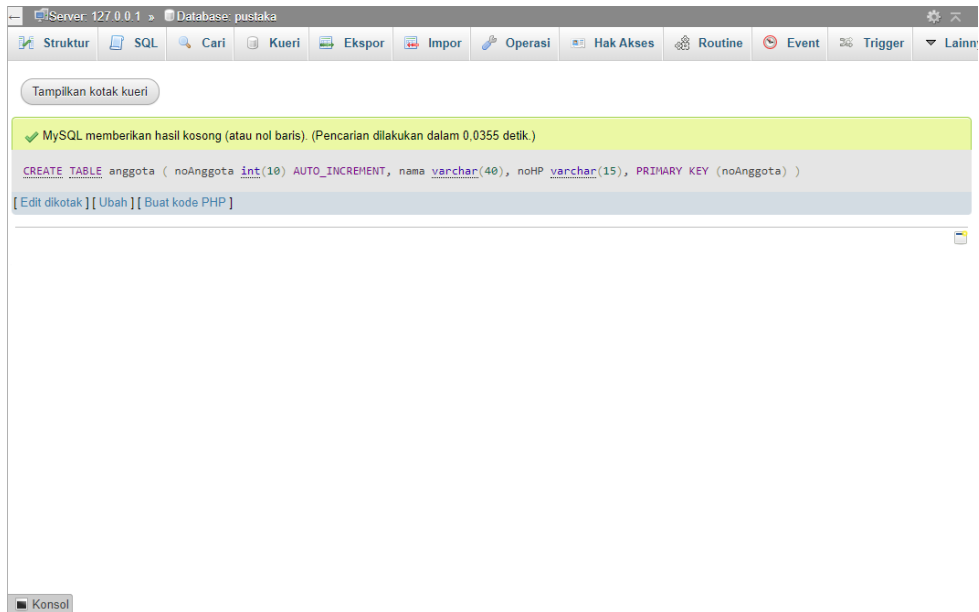 Server: 127.0.0.1 » Database: pustaka
Struktur SQL Cari Kueri Ekspor Impor Operasi Hak Akses Routine Event Trigger Lainny
Tampilkan kotak kueri
MySQL memberikan hasil kosong (atau nol baris). (Pencarian dilakukan dalam 0,0355 detik.)
CREATE TABLE anggota ( noAnggota int(10) AUTO_INCREMENT, nama varchar(40), noHP varchar(15), PRIMARY KEY (noAnggota) )
[ Edit dikotak ] [ Ubah ] [ Buat kode PHP ]
Konsol